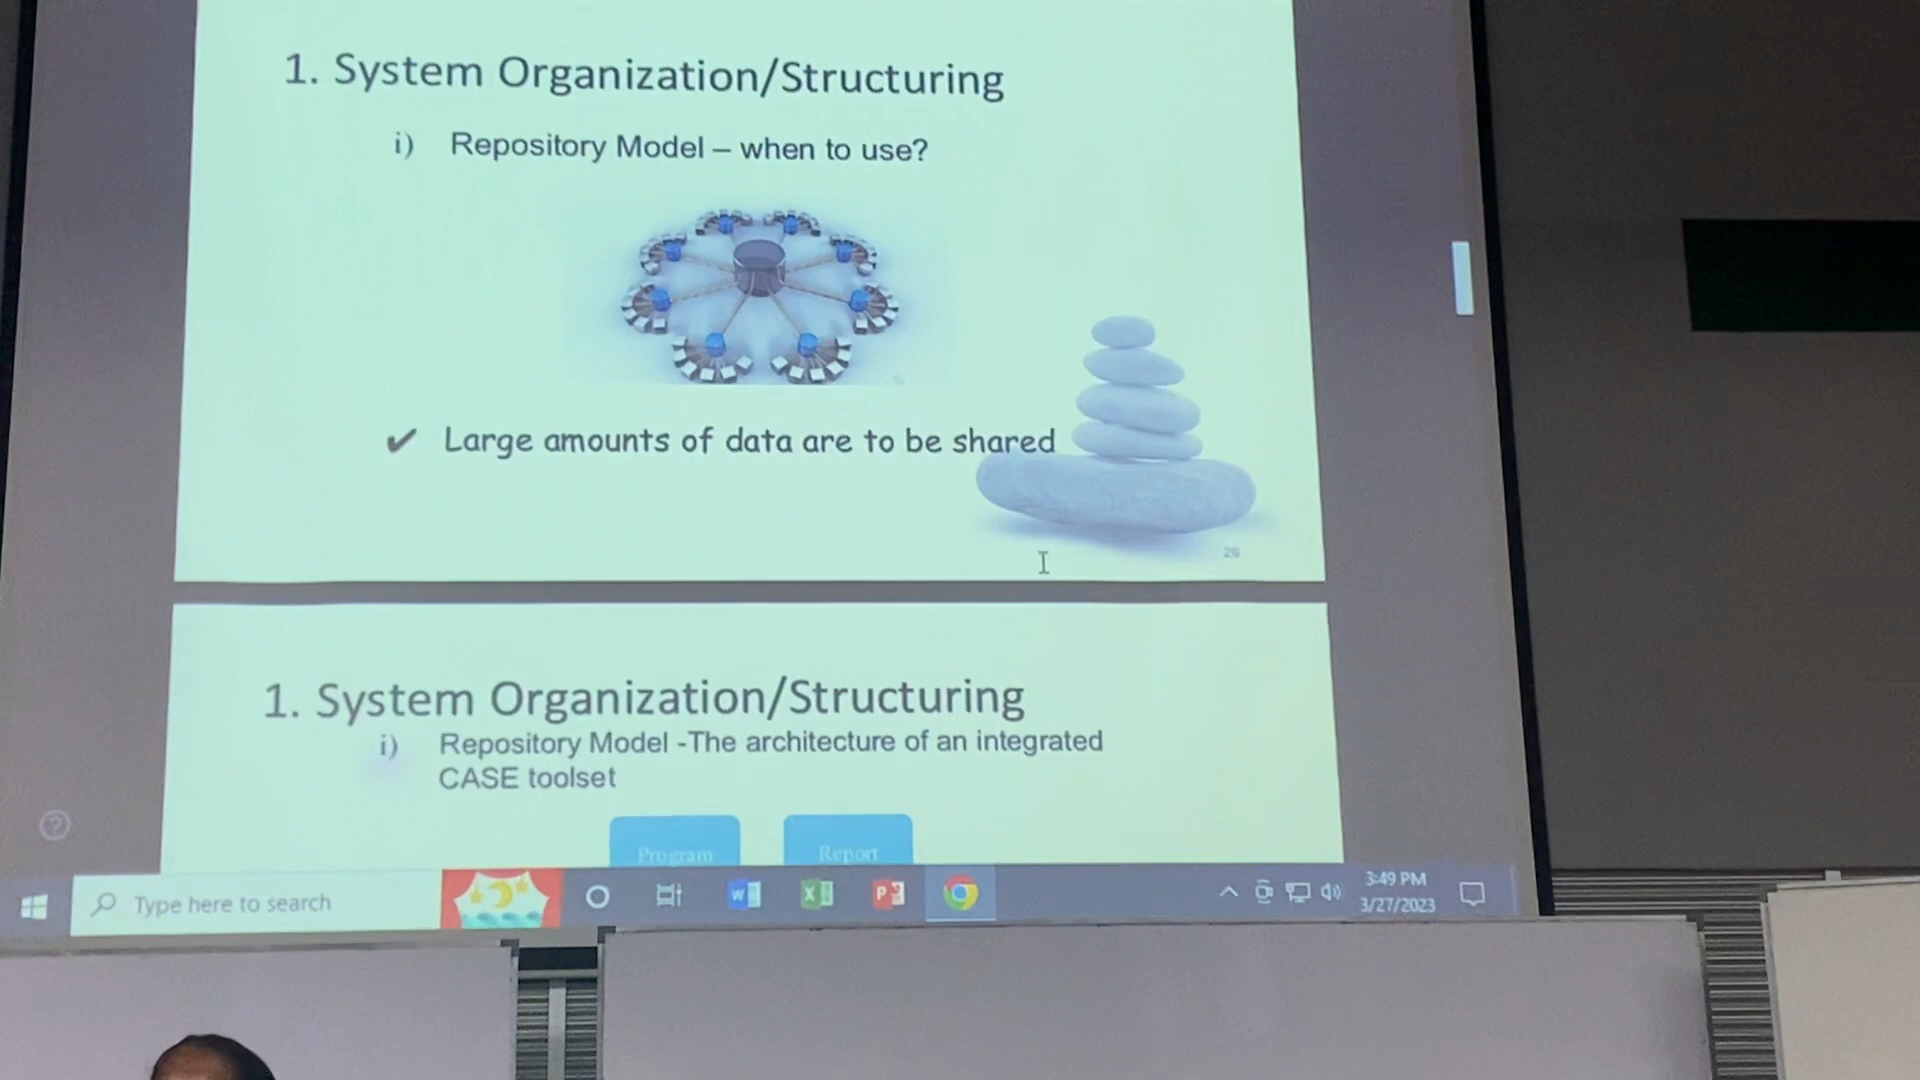 1. System Organization/Structuring
i) Repository Model – when to use?
✔ Large amounts of data are to be shared
20
1. System Organization/Structuring
i) Repository Model -The architecture of an integrated
CASE toolset
Program
Report
Type here to search
3:49 PM
3/27/2023